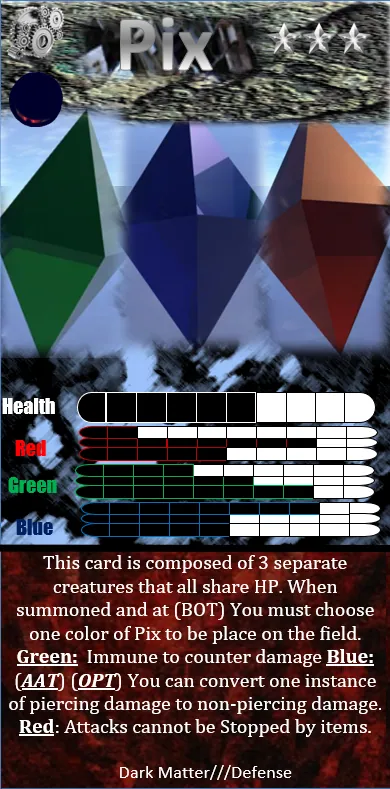 Pix
Health
Red
Green
Blue
This card is composed of 3 separate
creatures that all share HP. When
summoned and at (BOT) You must choose
one color of Pix to be place on the field.
Green: Immune to counter damage Blue:
(AAT) (OPT) You can convert one instance
of piercing damage to non-piercing damage.
Red: Attacks cannot be Stopped by items.
Dark Matter///Defense